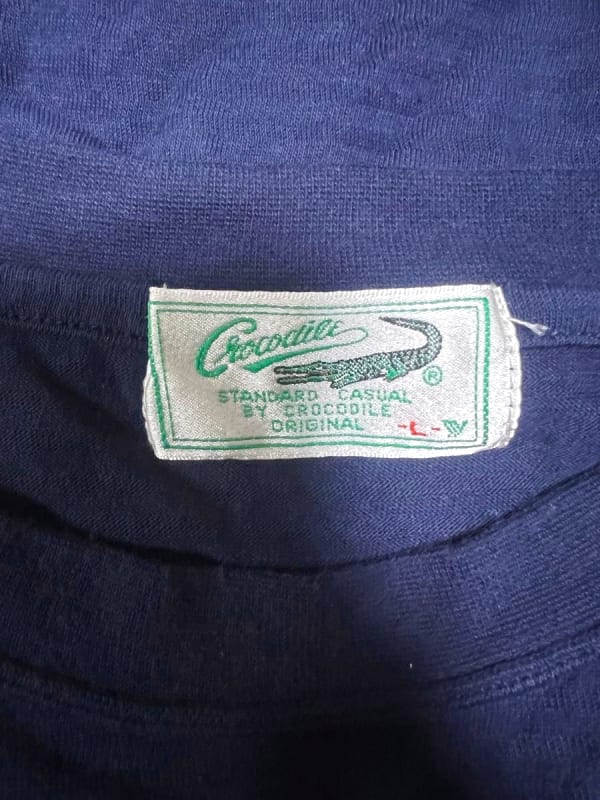 Crocodile
®
STANDARD CASUAL
BY CROCODILE
ORIGINAL -L-